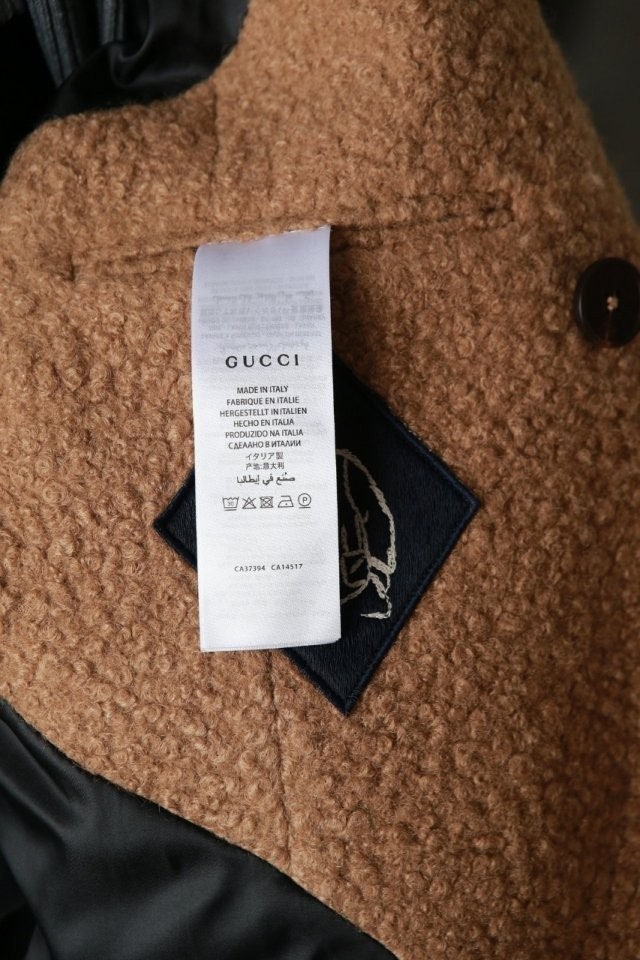 GUCCI
MADE IN ITALY
FABRIQUE EN ITALIE
HERGESTELLT IN ITALIEN
HECHO EN ITALIA
PRODUZIDO NA ITALIA
СДЕЛАНО В ИТАЛИИ
イタリア製
产地:意大利
صنع في إيطاليا
30
P
CA37394 CA14517